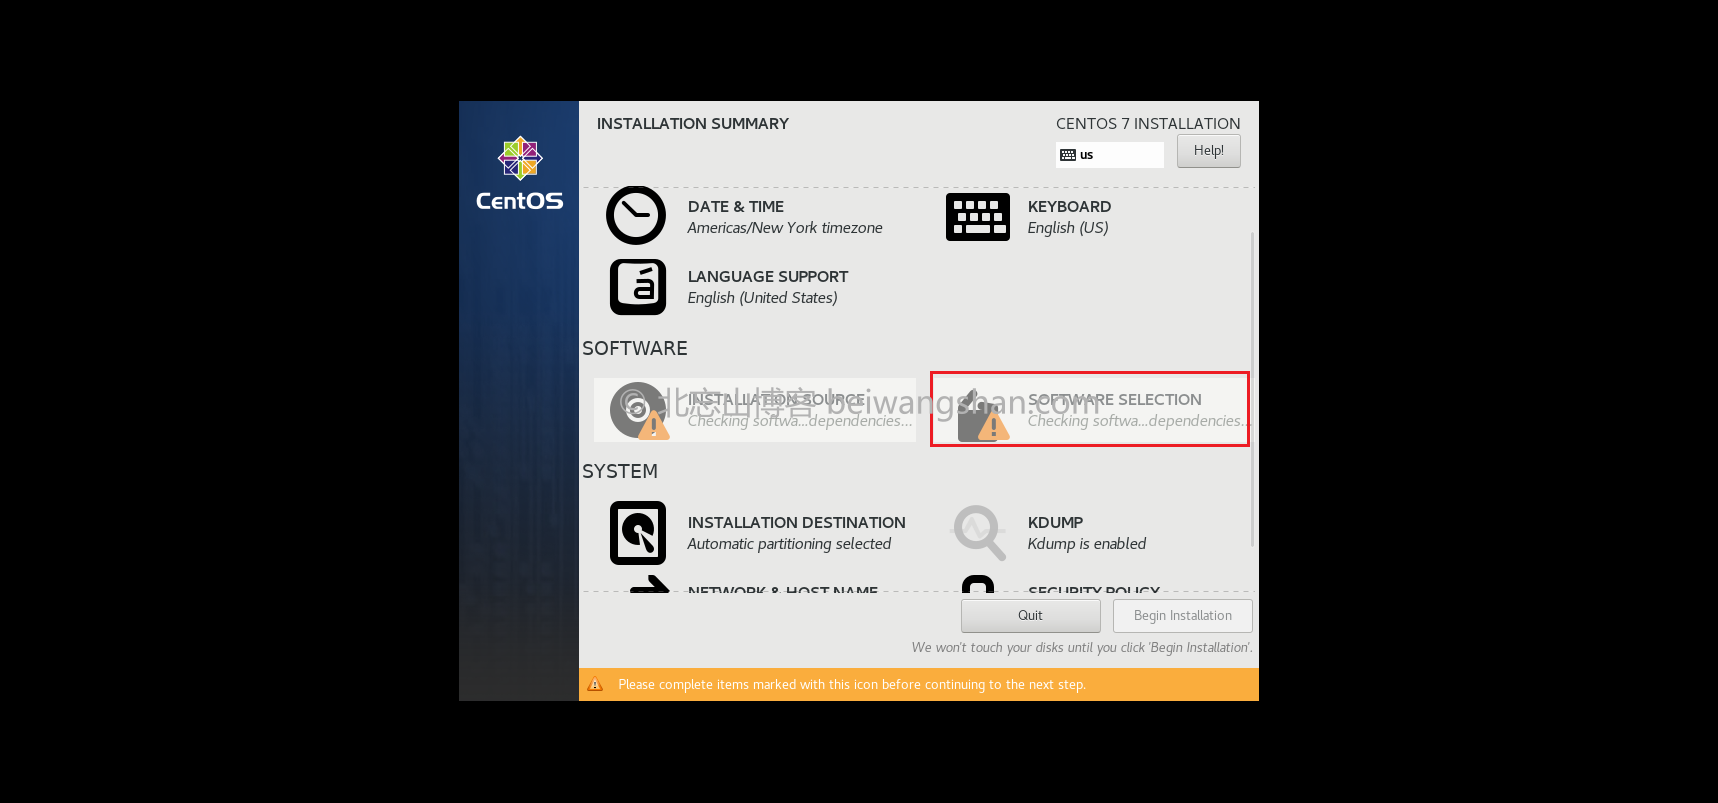 INSTALLATION SUMMARY
CENTOS 7 INSTALLATION
us
Help!
CentOS
DATE & TIME
Americas/New York timezone
KEYBOARD
English (US)
LANGUAGE SUPPORT
English (United States)
SOFTWARE
INSTALLATION SOURCE
Checking softwa...dependencies...
SOFTWARE SELECTION
Checking softwa...dependencies...
© 北忘山博客 beiwangshan.com
SYSTEM
INSTALLATION DESTINATION
Automatic partitioning selected
KDUMP
Kdump is enabled
NETWORK & HOST NAME
SECURITY POLICY
Quit
Begin Installation
We won't touch your disks until you click 'Begin Installation'.
Please complete items marked with this icon before continuing to the next step.